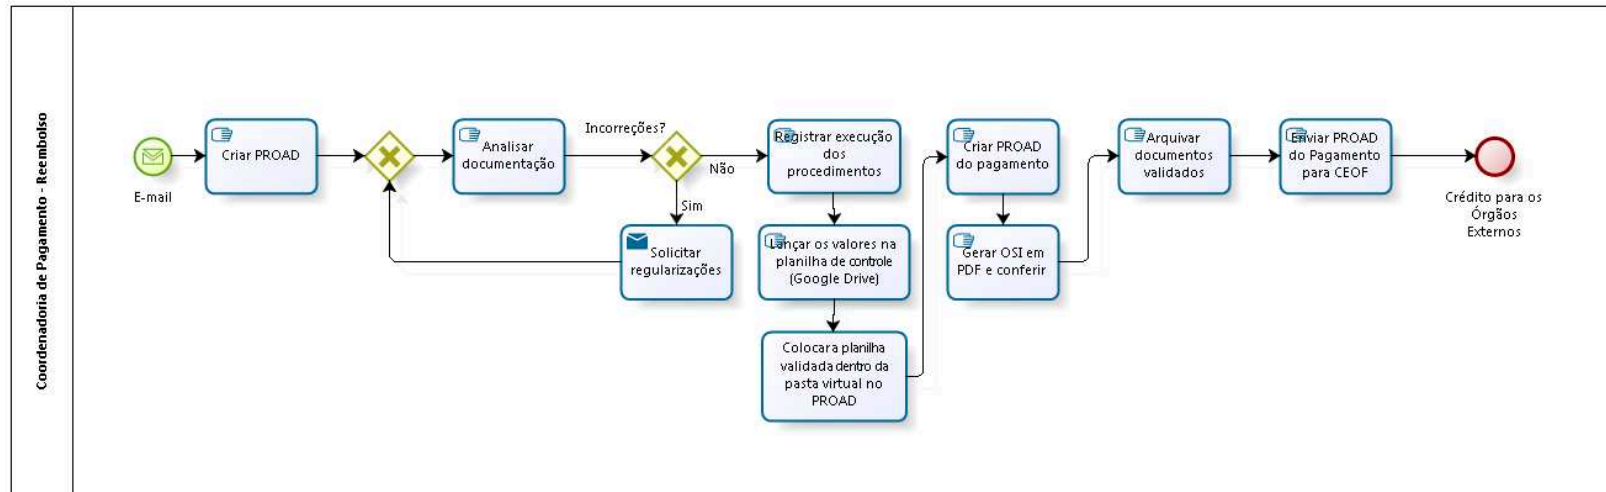 Coordenadoria de Pagamento - Reembolso
E-mail
Criar PROAD
Analisar
documentação
Incorreções?
Não
Sim
Solicitar
regularizações
Registrar execução
dos
procedimentos
Lançar os valores na
planilha de controle
(Google Drive)
Colocar a planilha
validada dentro da
pasta virtual no
PROAD
Criar PROAD
do pagamento
Gerar OSI em
PDF e conferir
Arquivar
documentos
validados
Enviar PROAD
do Pagamento
para CEOF
Crédito para os
Órgãos
Externos